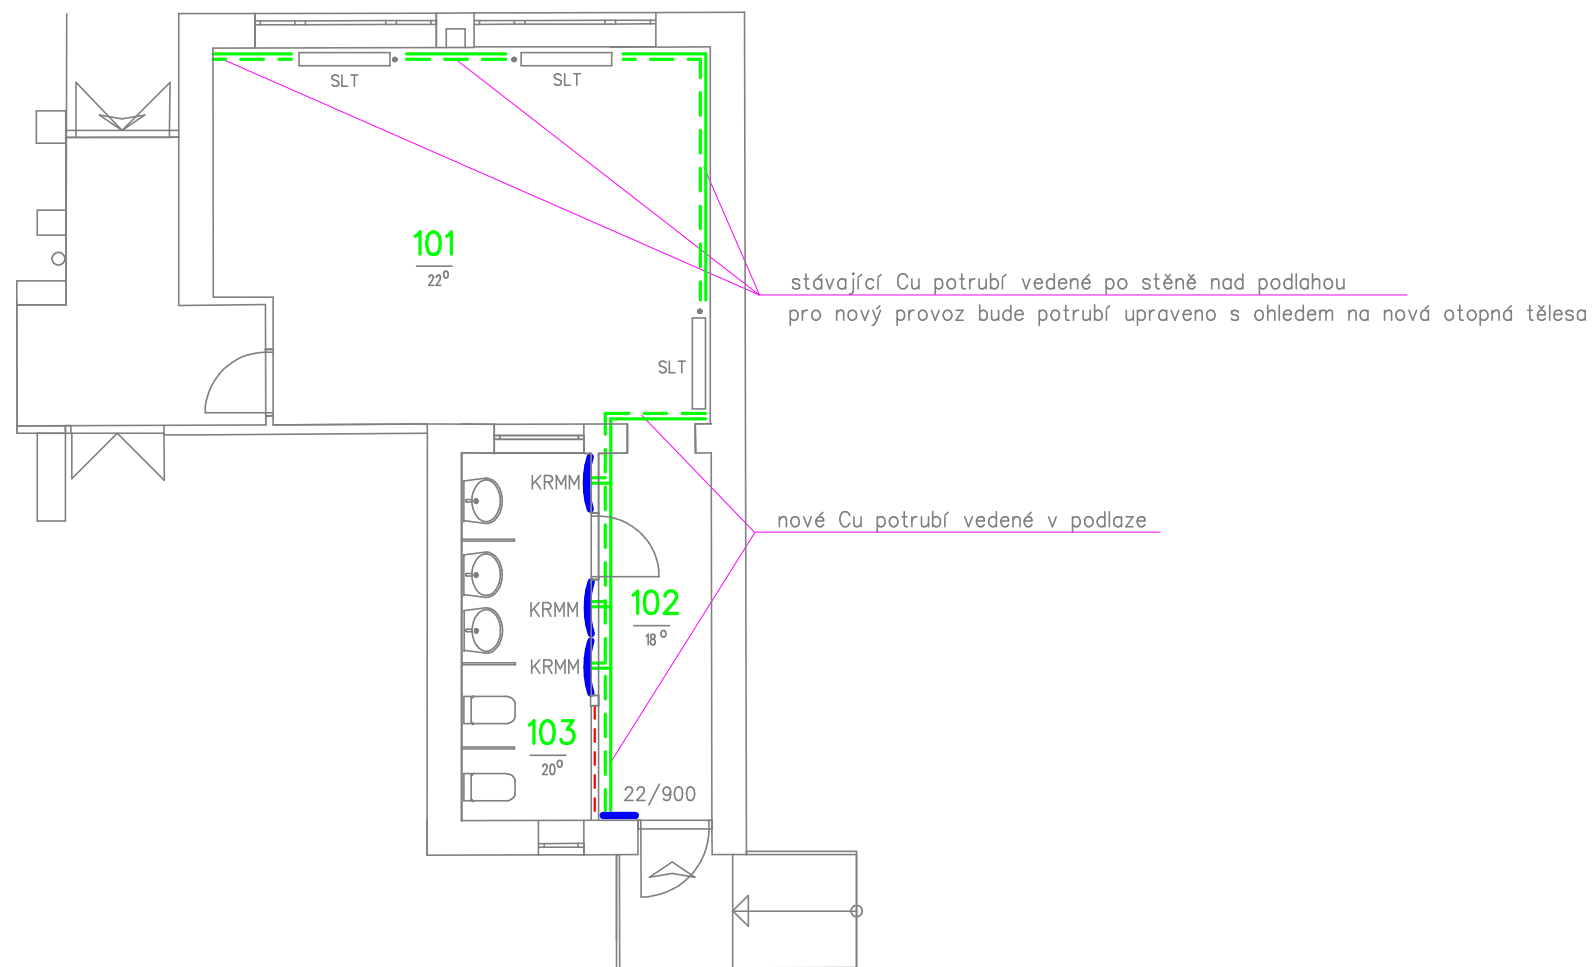 SLT
SLT
101
22°
stávající Cu potrubí vedené po stěně nad podlahou
pro nový provoz bude potrubí upraveno s ohledem na nová otopná tělesa
SLT
KRMM
nové Cu potrubí vedené v podlaze
KRMM
102
18°
KRMM
103
20°
22/900